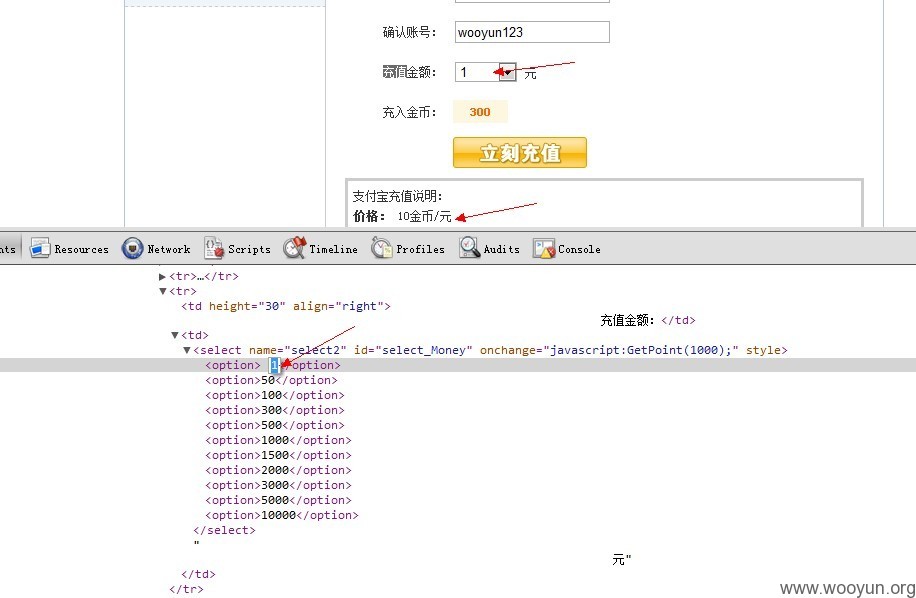 确认账号： wooyun123
充值金额： 1 元
充入金币： 300
立刻充值
支付宝充值说明：
价格： 10金币/元
nts Resources Network Scripts Timeline Profiles Audits Console
▶<tr>…</tr>
▼<tr>
<td height="30" align="right">
充值金额：</td>
▼<td>
▼<select name="select2" id="select_Money" onchange="javascript:GetPoint(1000);" style>
<option> 1</option>
<option>50</option>
<option>100</option>
<option>300</option>
<option>500</option>
<option>1000</option>
<option>1500</option>
<option>2000</option>
<option>3000</option>
<option>5000</option>
<option>10000</option>
</select>
"
元"
</td>
</tr>
www.wooyun.org